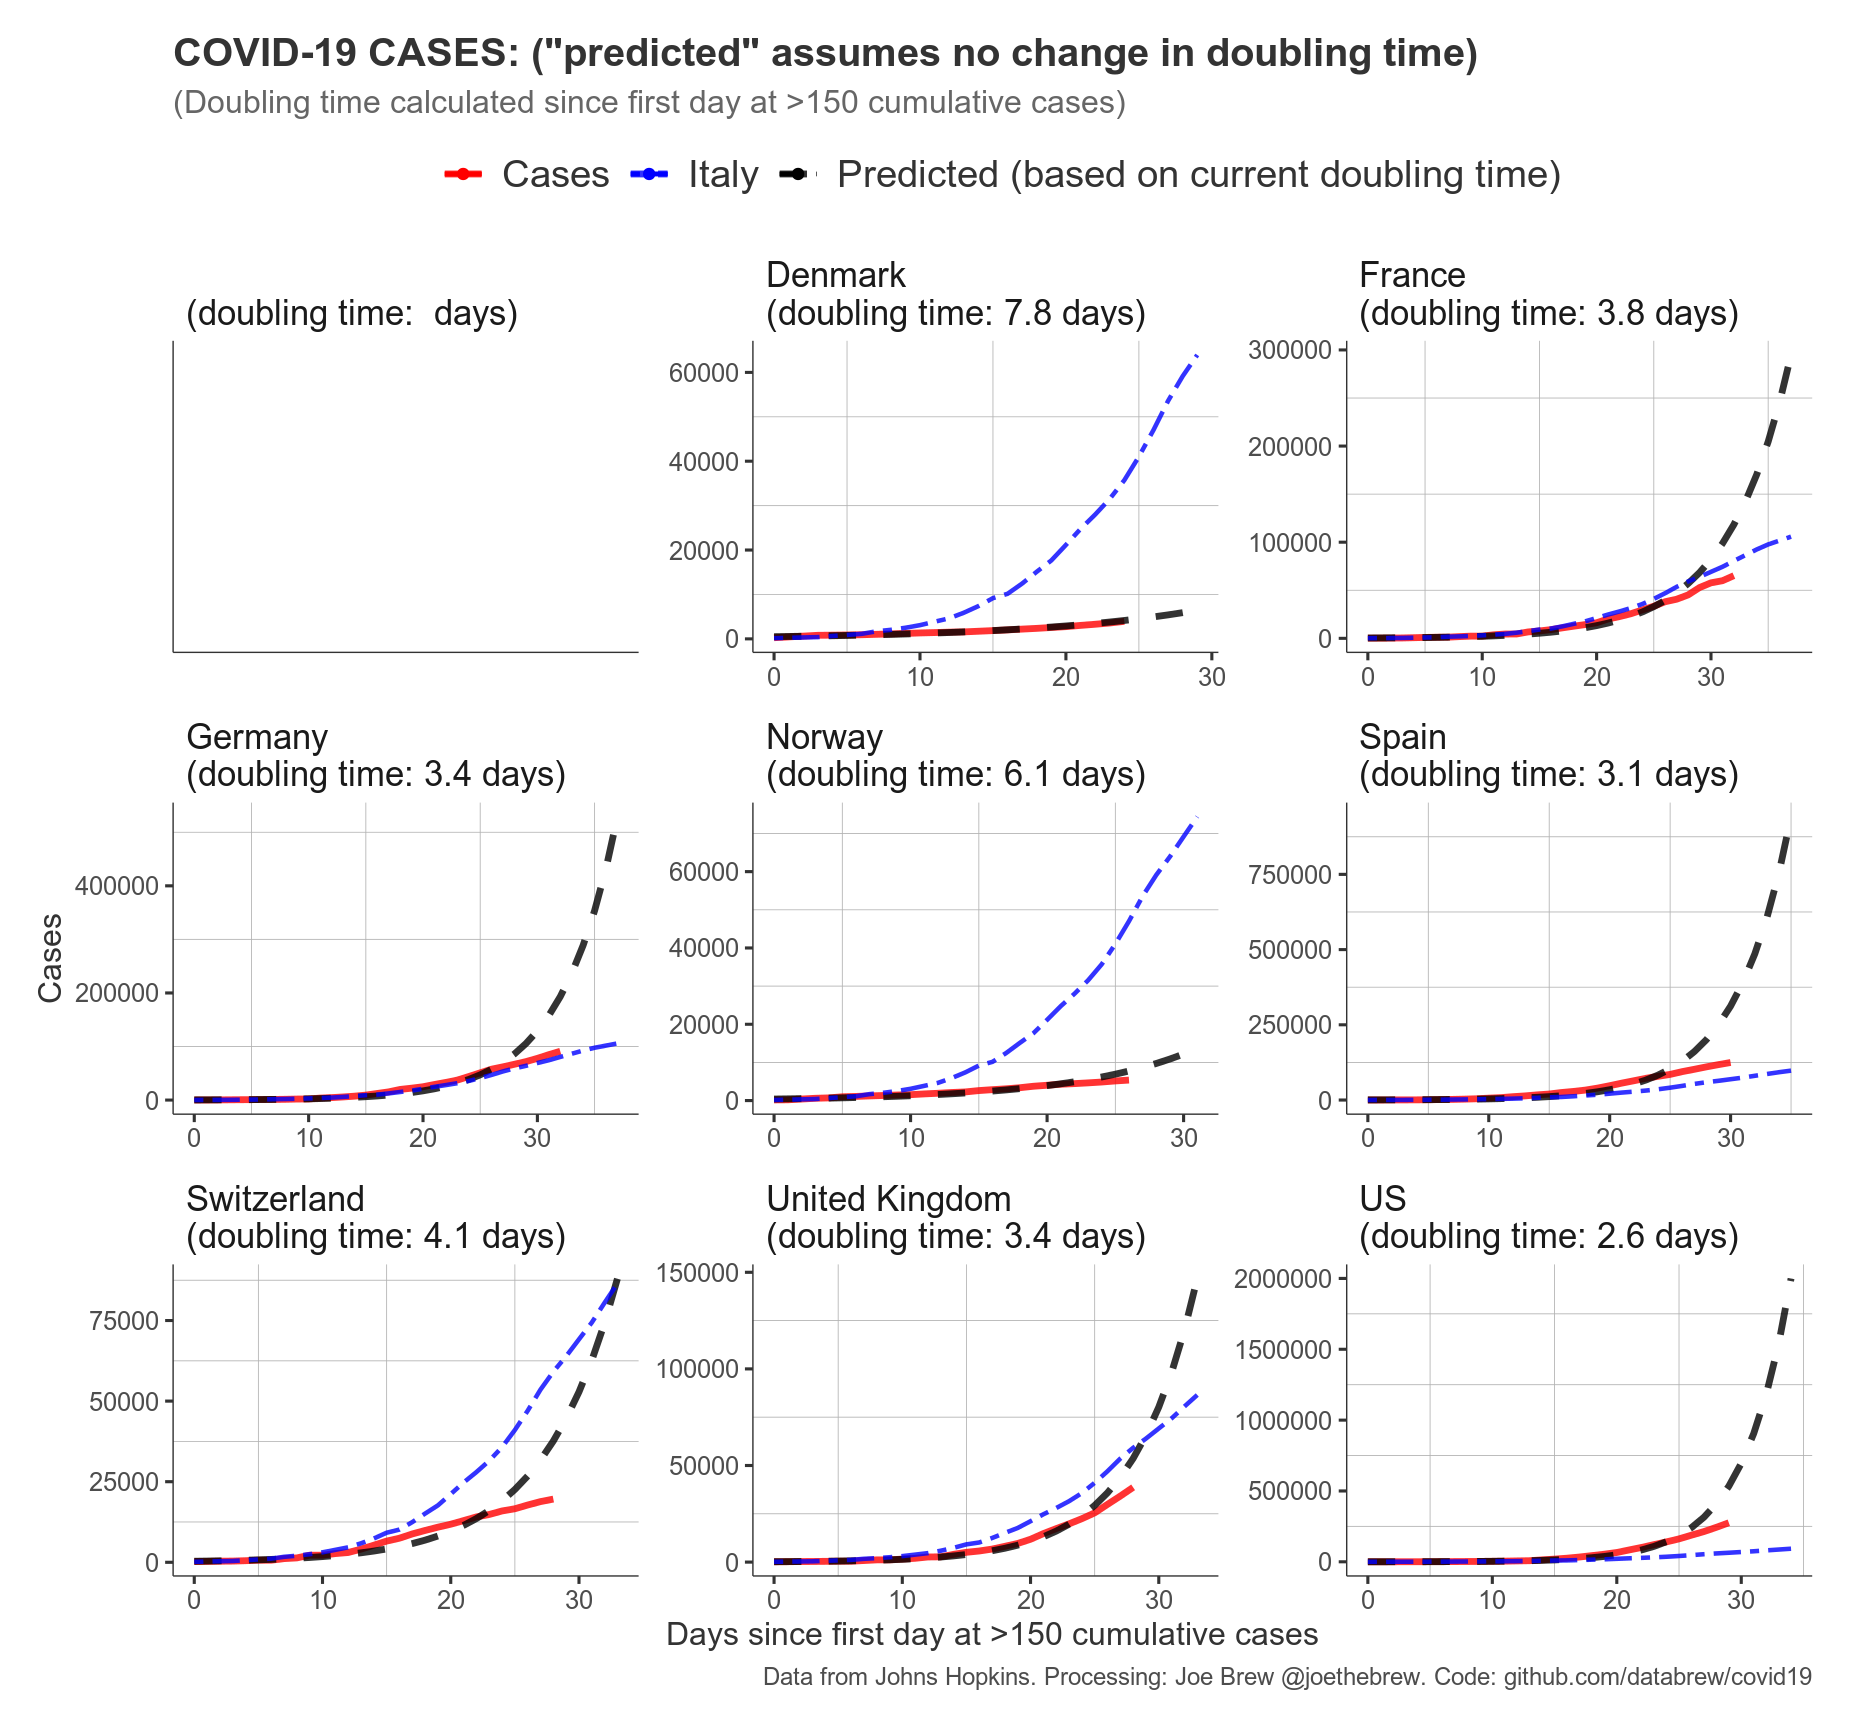 COVID-19 CASES: ("predicted" assumes no change in doubling time)
(Doubling time calculated since first day at >150 cumulative cases)
Cases Italy Predicted (based on current doubling time)
(doubling time:  days)
Denmark
(doubling time: 7.8 days)
60000
40000
20000
0
0 10 20 30
France
(doubling time: 3.8 days)
300000
200000
100000
0
0 10 20 30
Cases
Germany
(doubling time: 3.4 days)
400000
200000
0
0 10 20 30
Norway
(doubling time: 6.1 days)
60000
40000
20000
0
0 10 20 30
Spain
(doubling time: 3.1 days)
750000
500000
250000
0
0 10 20 30
Switzerland
(doubling time: 4.1 days)
75000
50000
25000
0
0 10 20 30
United Kingdom
(doubling time: 3.4 days)
150000
100000
50000
0
0 10 20 30
US
(doubling time: 2.6 days)
2000000
1500000
1000000
500000
0
0 10 20 30
Days since first day at >150 cumulative cases
Data from Johns Hopkins. Processing: Joe Brew @joethebrew. Code: github.com/databrew/covid19